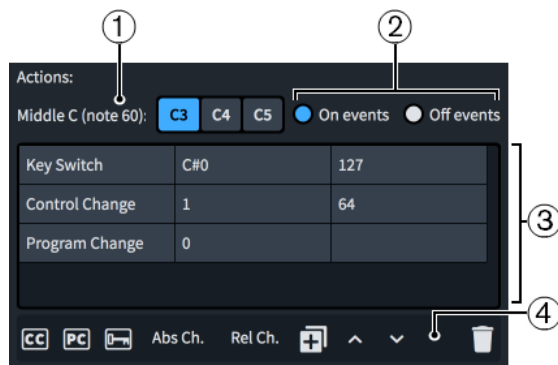 ① ②
Actions:
Middle C (note 60): C3 C4 C5 On events Off events
Key Switch C#0 127
Control Change 1 64
Program Change 0
③
④
CC PC Abs Ch. Rel Ch.